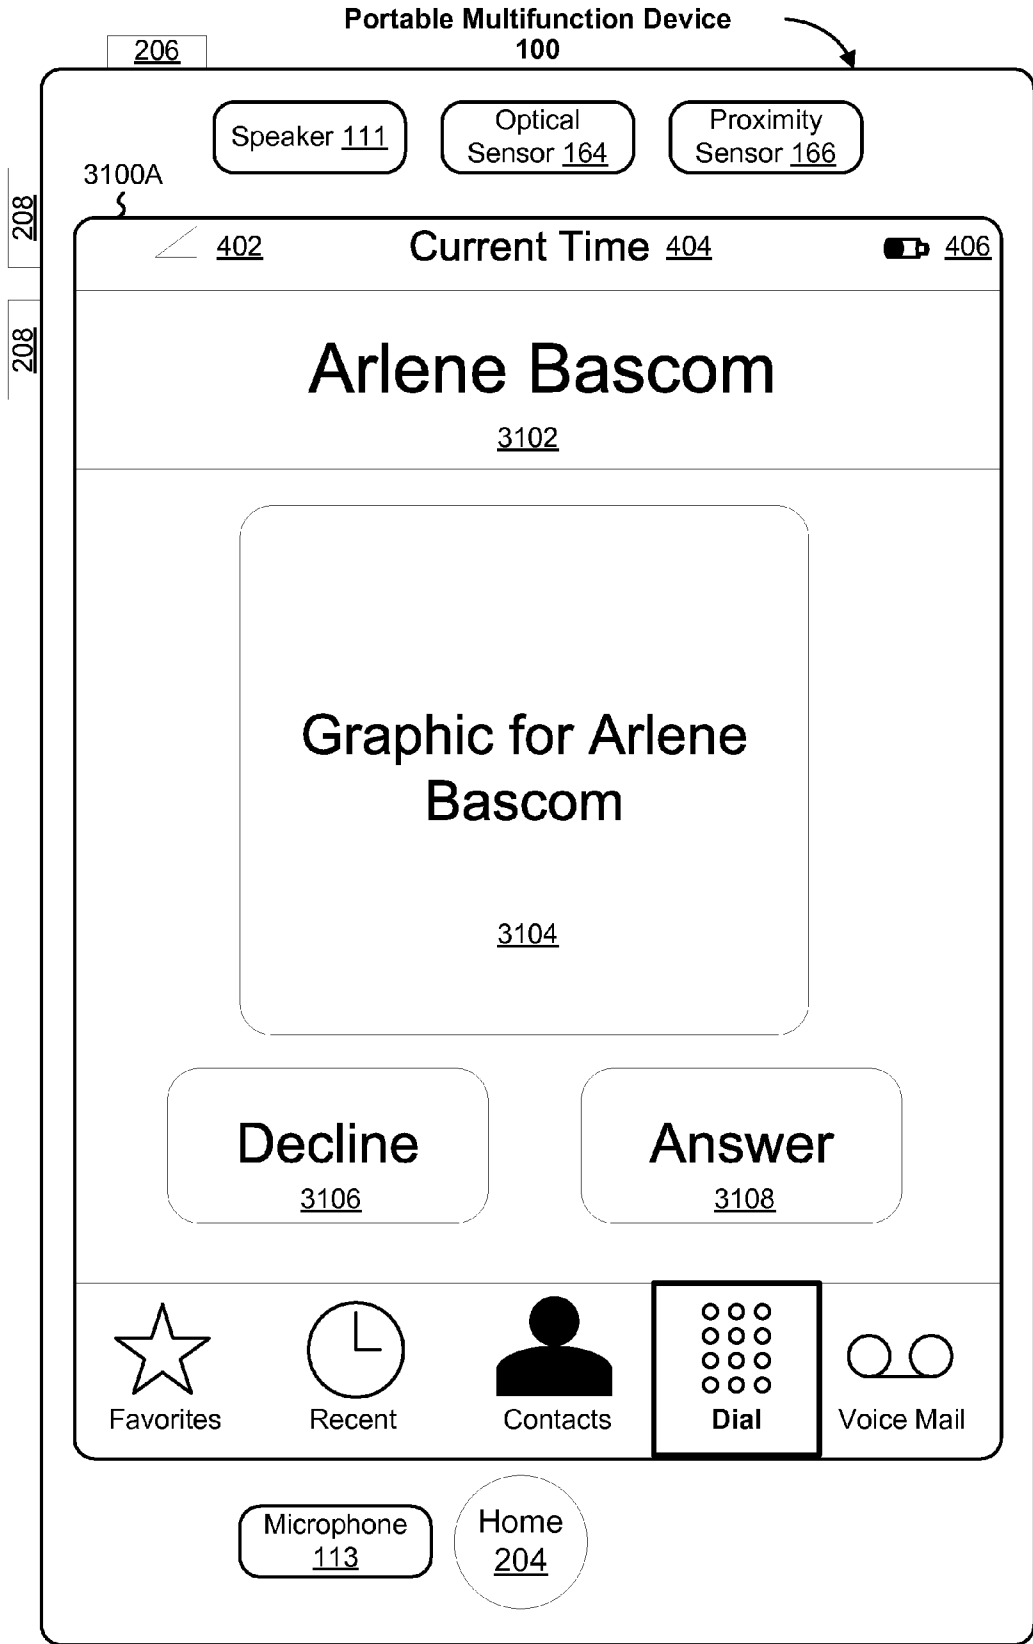 Portable Multifunction Device
100
206
Speaker 111
Optical
Sensor 164
Proximity
Sensor 166
3100A
208
208
402
Current Time 404
406
Arlene Bascom
3102
Graphic for Arlene
Bascom
3104
Decline
3106
Answer
3108
Favorites
Recent
Contacts
Dial
Voice Mail
Microphone
113
Home
204